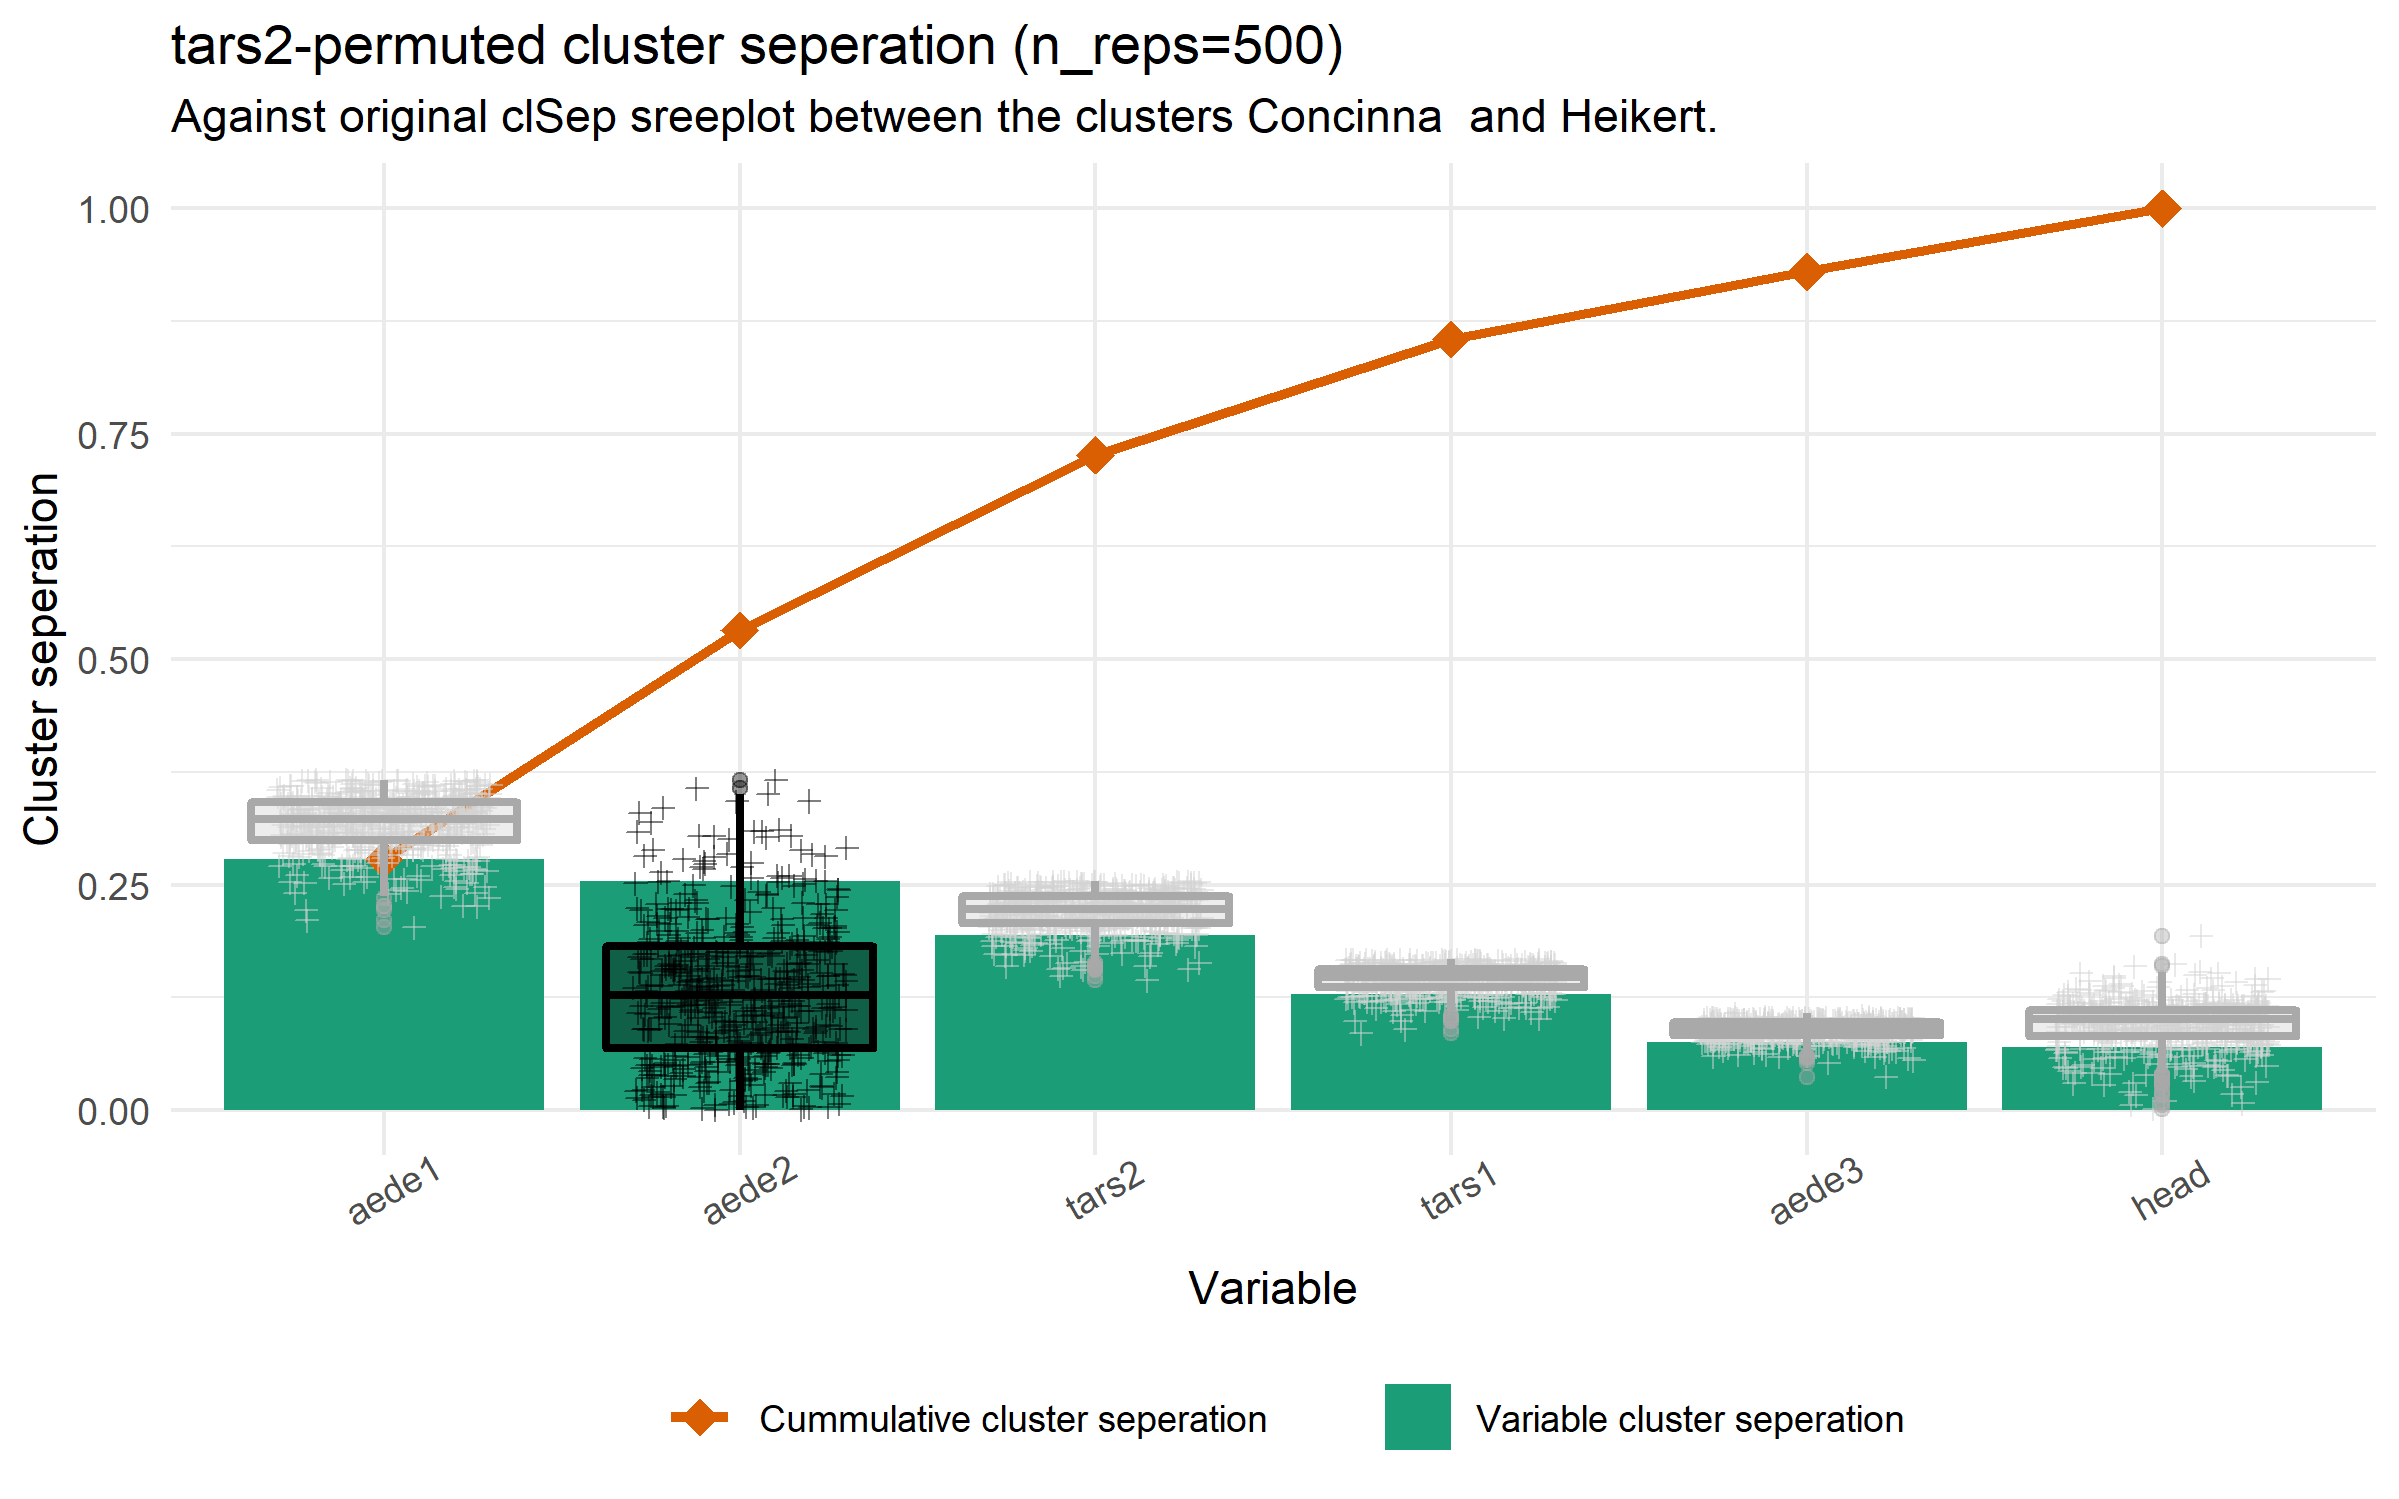 tars2-permuted cluster seperation (n_reps=500)
Against original clSep sreeplot between the clusters Concinna  and Heikert.
Cluster seperation
1.00
0.75
0.50
0.25
0.00
aede1
aede2
tars2
tars1
aede3
head
Variable
Cummulative cluster seperation
Variable cluster seperation